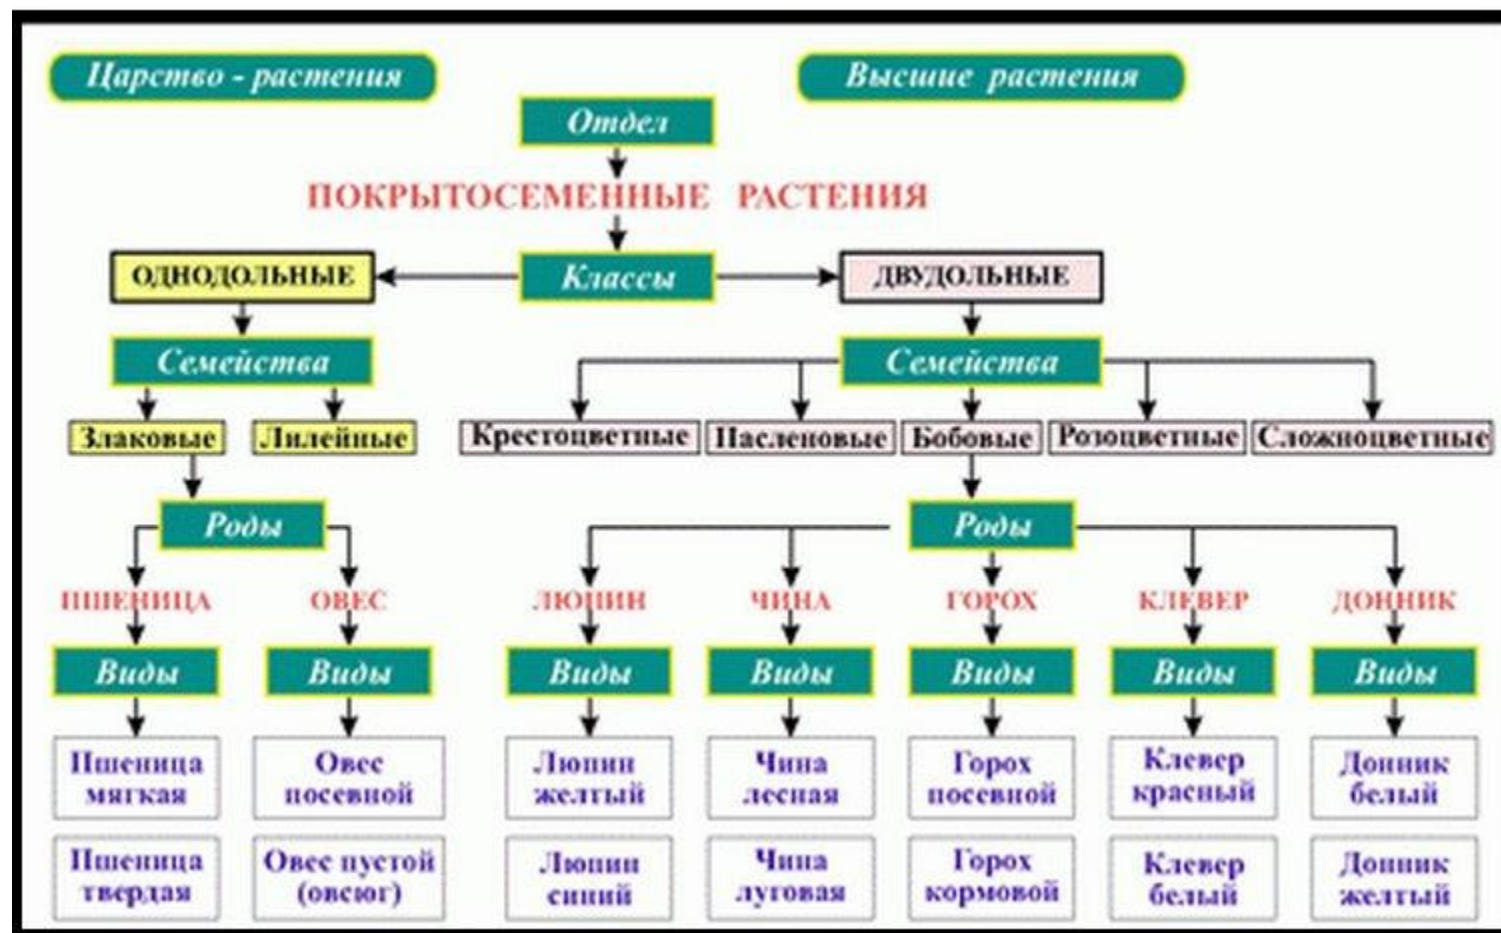 Царство - растения
Высшие растения
Отдел
ПОКРЫТОСЕМЕННЫЕ РАСТЕНИЯ
ОДНОДОЛЬНЫЕ
Классы
ДВУДОЛЬНЫЕ
Семейства
Семейства
Злаковые
Лилейные
Крестоцветные
Пасленовые
Бобовые
Розоцветные
Сложноцветные
Роды
Роды
ПШЕНИЦА
ОВЕС
ЛЮПИН
ЧИНА
ГОРОХ
КЛЕВЕР
ДОННИК
Виды
Виды
Виды
Виды
Виды
Виды
Виды
Пшеница
мягкая
Овес
посевной
Люпин
желтый
Чина
лесная
Горох
посевной
Клевер
красный
Донник
белый
Пшеница
твердая
Овес пустой
(овсюг)
Люпин
синий
Чина
луговая
Горох
кормовой
Клевер
белый
Донник
желтый